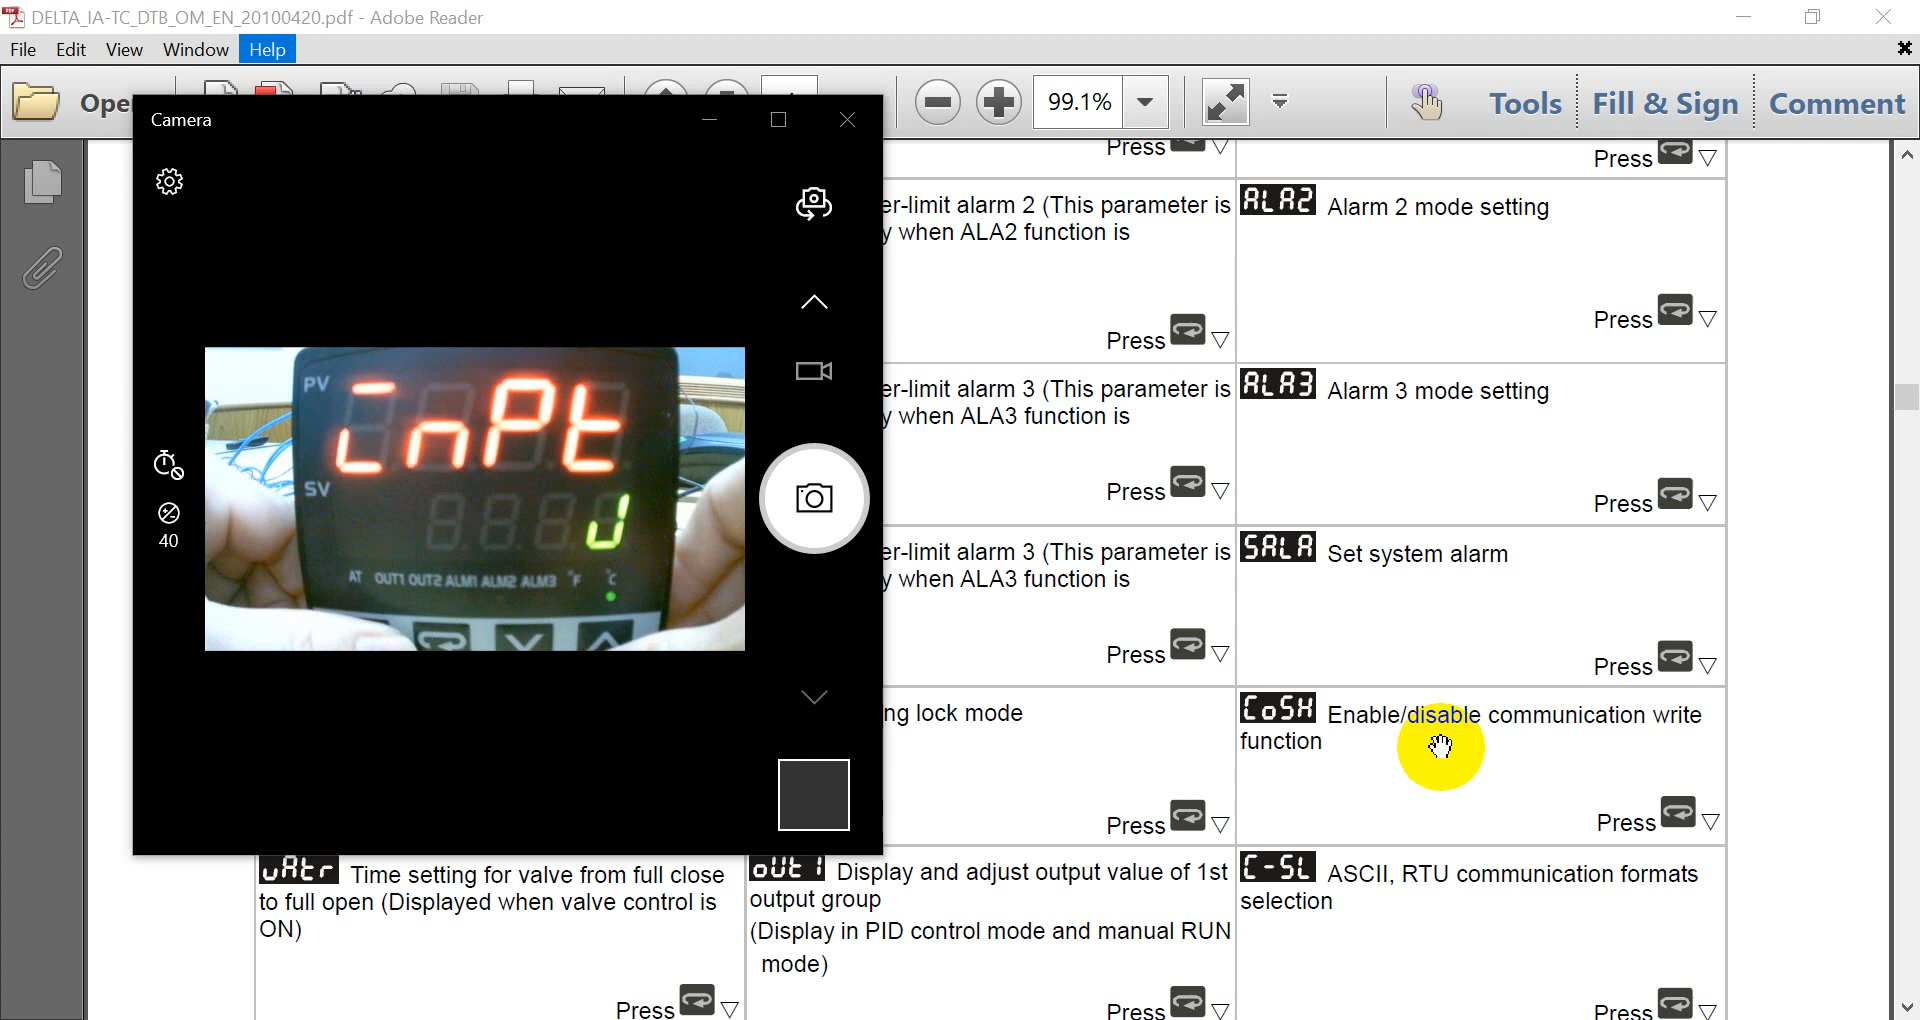 DELTA_IA-TC_DTB_OM_EN_20100420.pdf - Adobe Reader
File Edit View Window Help
Ope
99.1%
Tools Fill & Sign Comment
Camera
40
PV
inPt
SV
J
AT OUT1 OUT2 ALM1 ALM2 ALM3 °F °C
Press
Press
er-limit alarm 2 (This parameter is
y when ALA2 function is
Press
ALA2 Alarm 2 mode setting
Press
er-limit alarm 3 (This parameter is
y when ALA3 function is
Press
ALA3 Alarm 3 mode setting
Press
er-limit alarm 3 (This parameter is
y when ALA3 function is
Press
SALA Set system alarm
Press
ng lock mode
Press
CoSH Enable/disable communication write
function
Press
vAtr Time setting for valve from full close
to full open (Displayed when valve control is
ON)
Press
oUt1 Display and adjust output value of 1st
output group
(Display in PID control mode and manual RUN
mode)
Press
C-SL ASCII, RTU communication formats
selection
Press